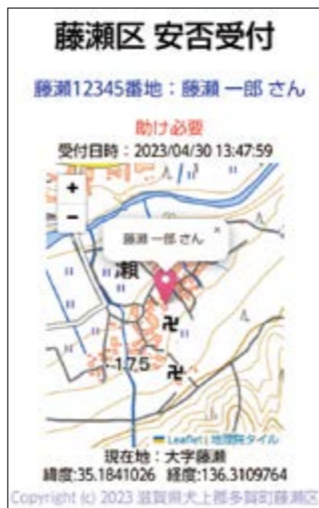 藤瀬区 安否受付
藤瀬12345番地：藤瀬 一郎 さん
助け必要
受付日時：2023/04/30 13:47:59
+
−
藤瀬 一郎 さん
×
瀬
卍
·175
卍
Leaflet | 地理院タイル
現在地：大字藤瀬
緯度:35.1841026 経度:136.3109764
Copyright (c) 2023 滋賀県犬上郡多賀町藤瀬区